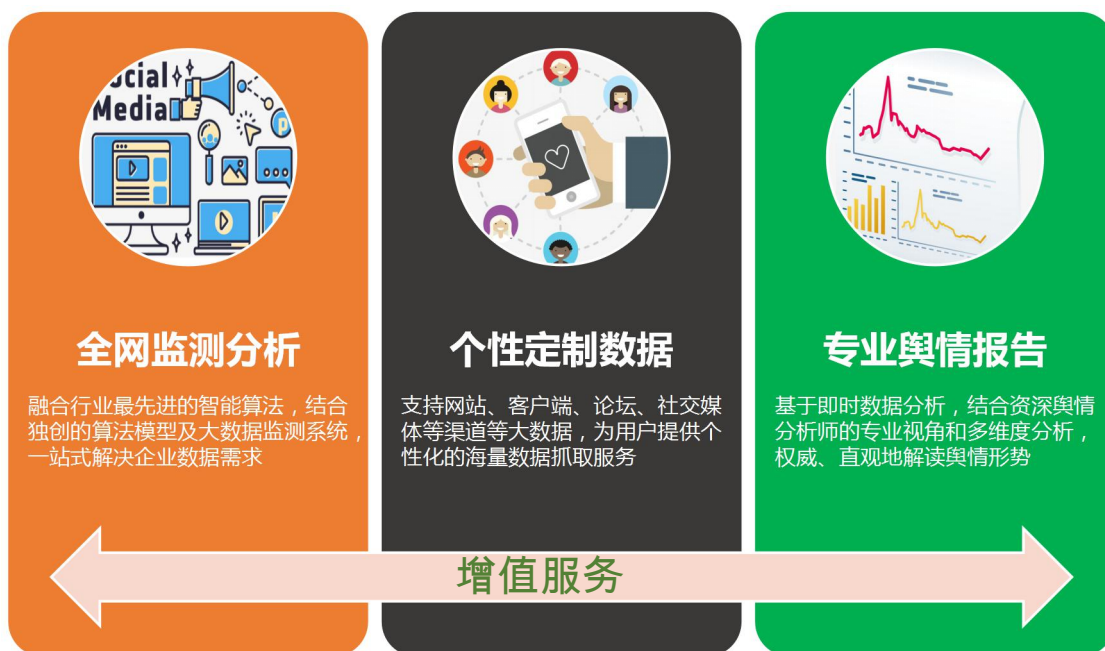 Media
全网监测分析
融合行业最先进的智能算法，结合
独创的算法模型及大数据监测系统，
一站式解决企业数据需求
个性定制数据
支持网站、客户端、论坛、社交媒
体等渠道等大数据，为用户提供个
性化的海量数据抓取服务
专业舆情报告
基于即时数据分析，结合资深舆情
分析师的专业视角和多维度分析，
权威、直观地解读舆情形势
增值服务